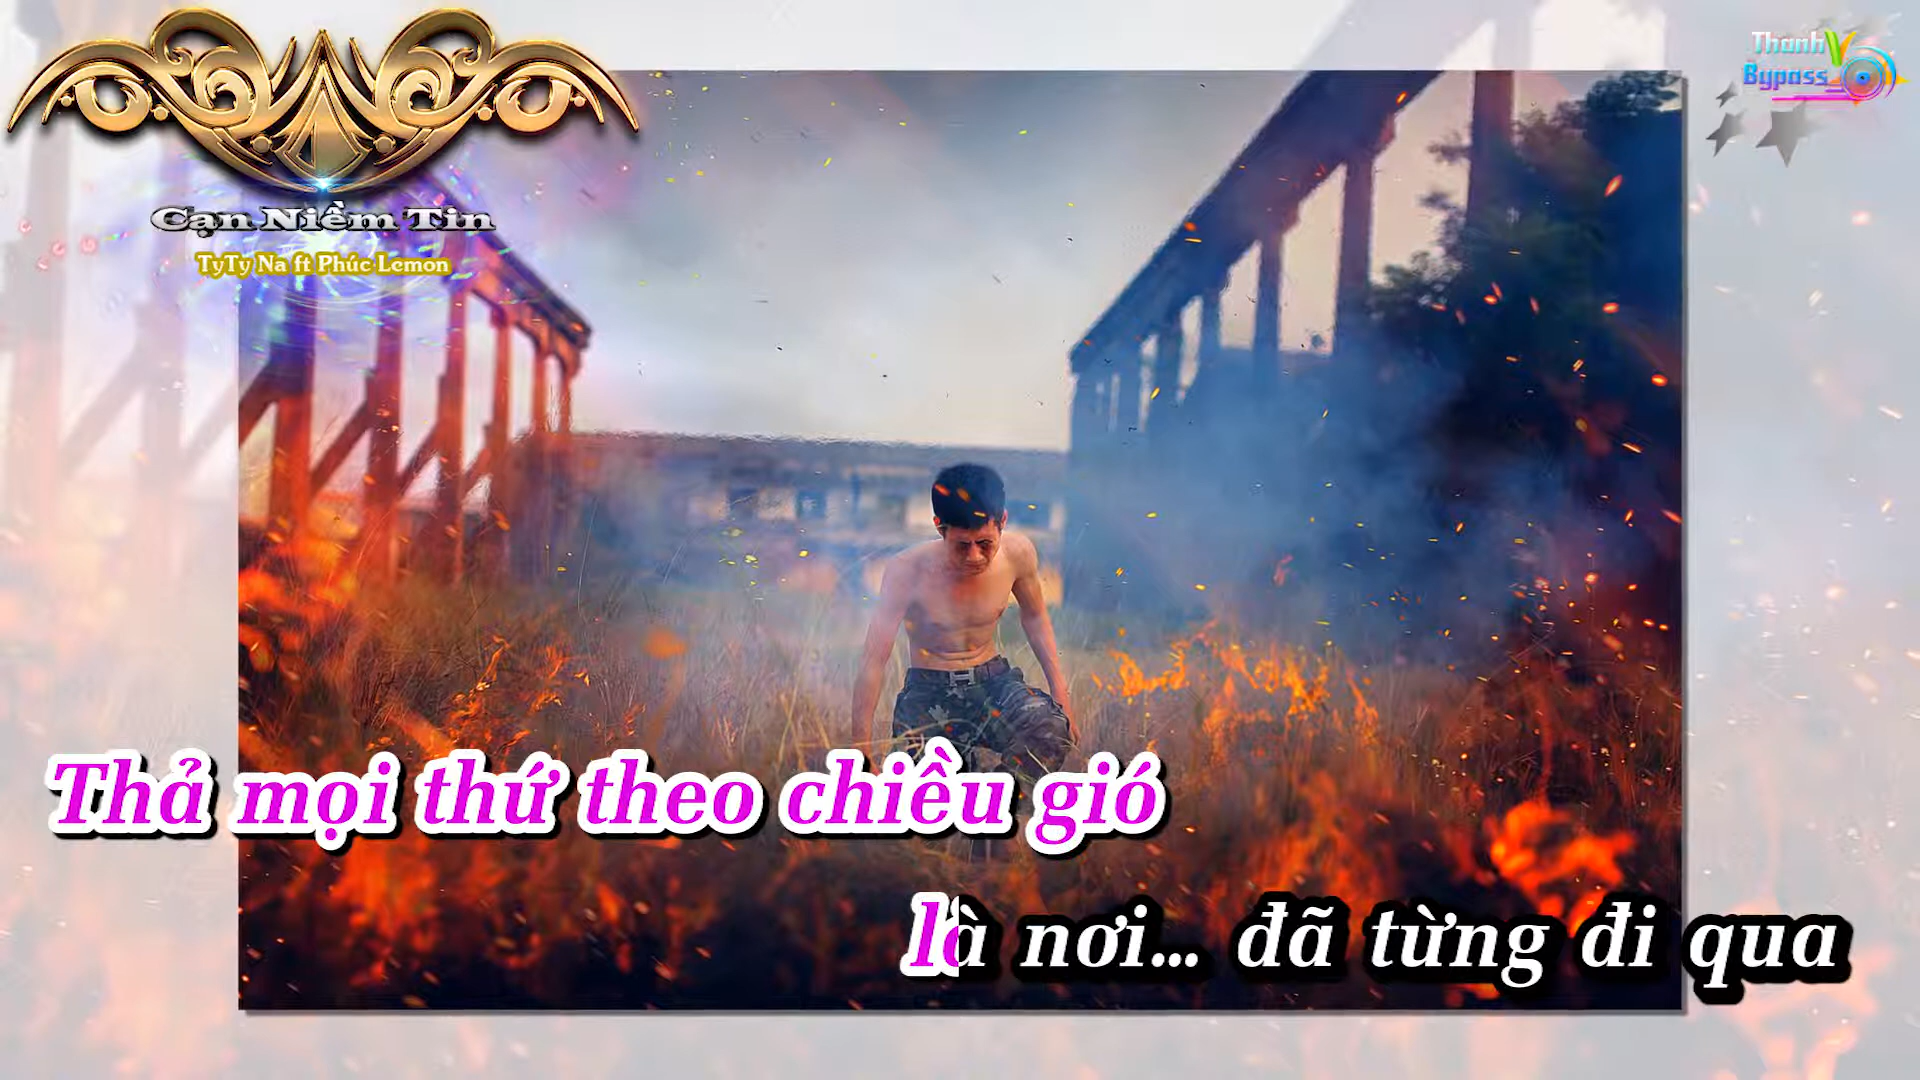 Thanh V
Bypass
Cạn Niềm Tin
TyTy Na ft Phúc Lemon
Thả mọi thứ theo chiều gió
là nơi... đã từng đi qua